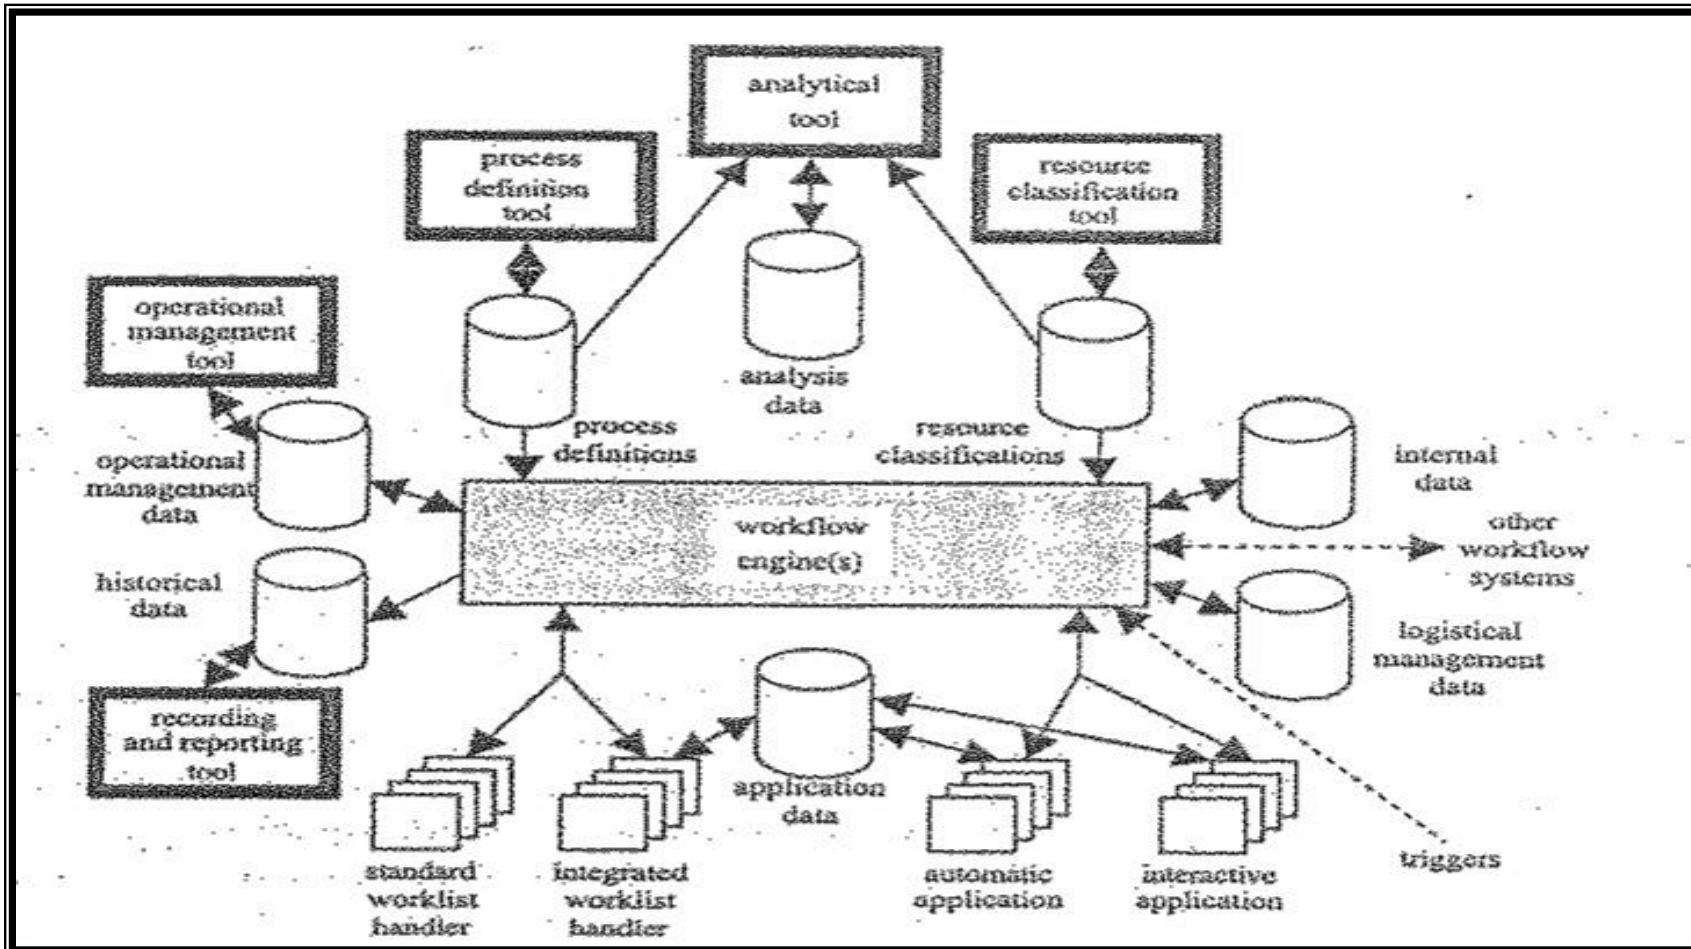 analytical
tool
process
definition
tool
resource
classification
tool
operational
management
tool
analysis
data
process
definitions
resource
classifications
operational
management
data
internal
data
workflow
engine(s)
other
workflow
systems
historical
data
logistical
management
data
recording
and reporting
tool
application
data
standard
worklist
handler
integrated
worklist
handler
automatic
application
interactive
application
triggers